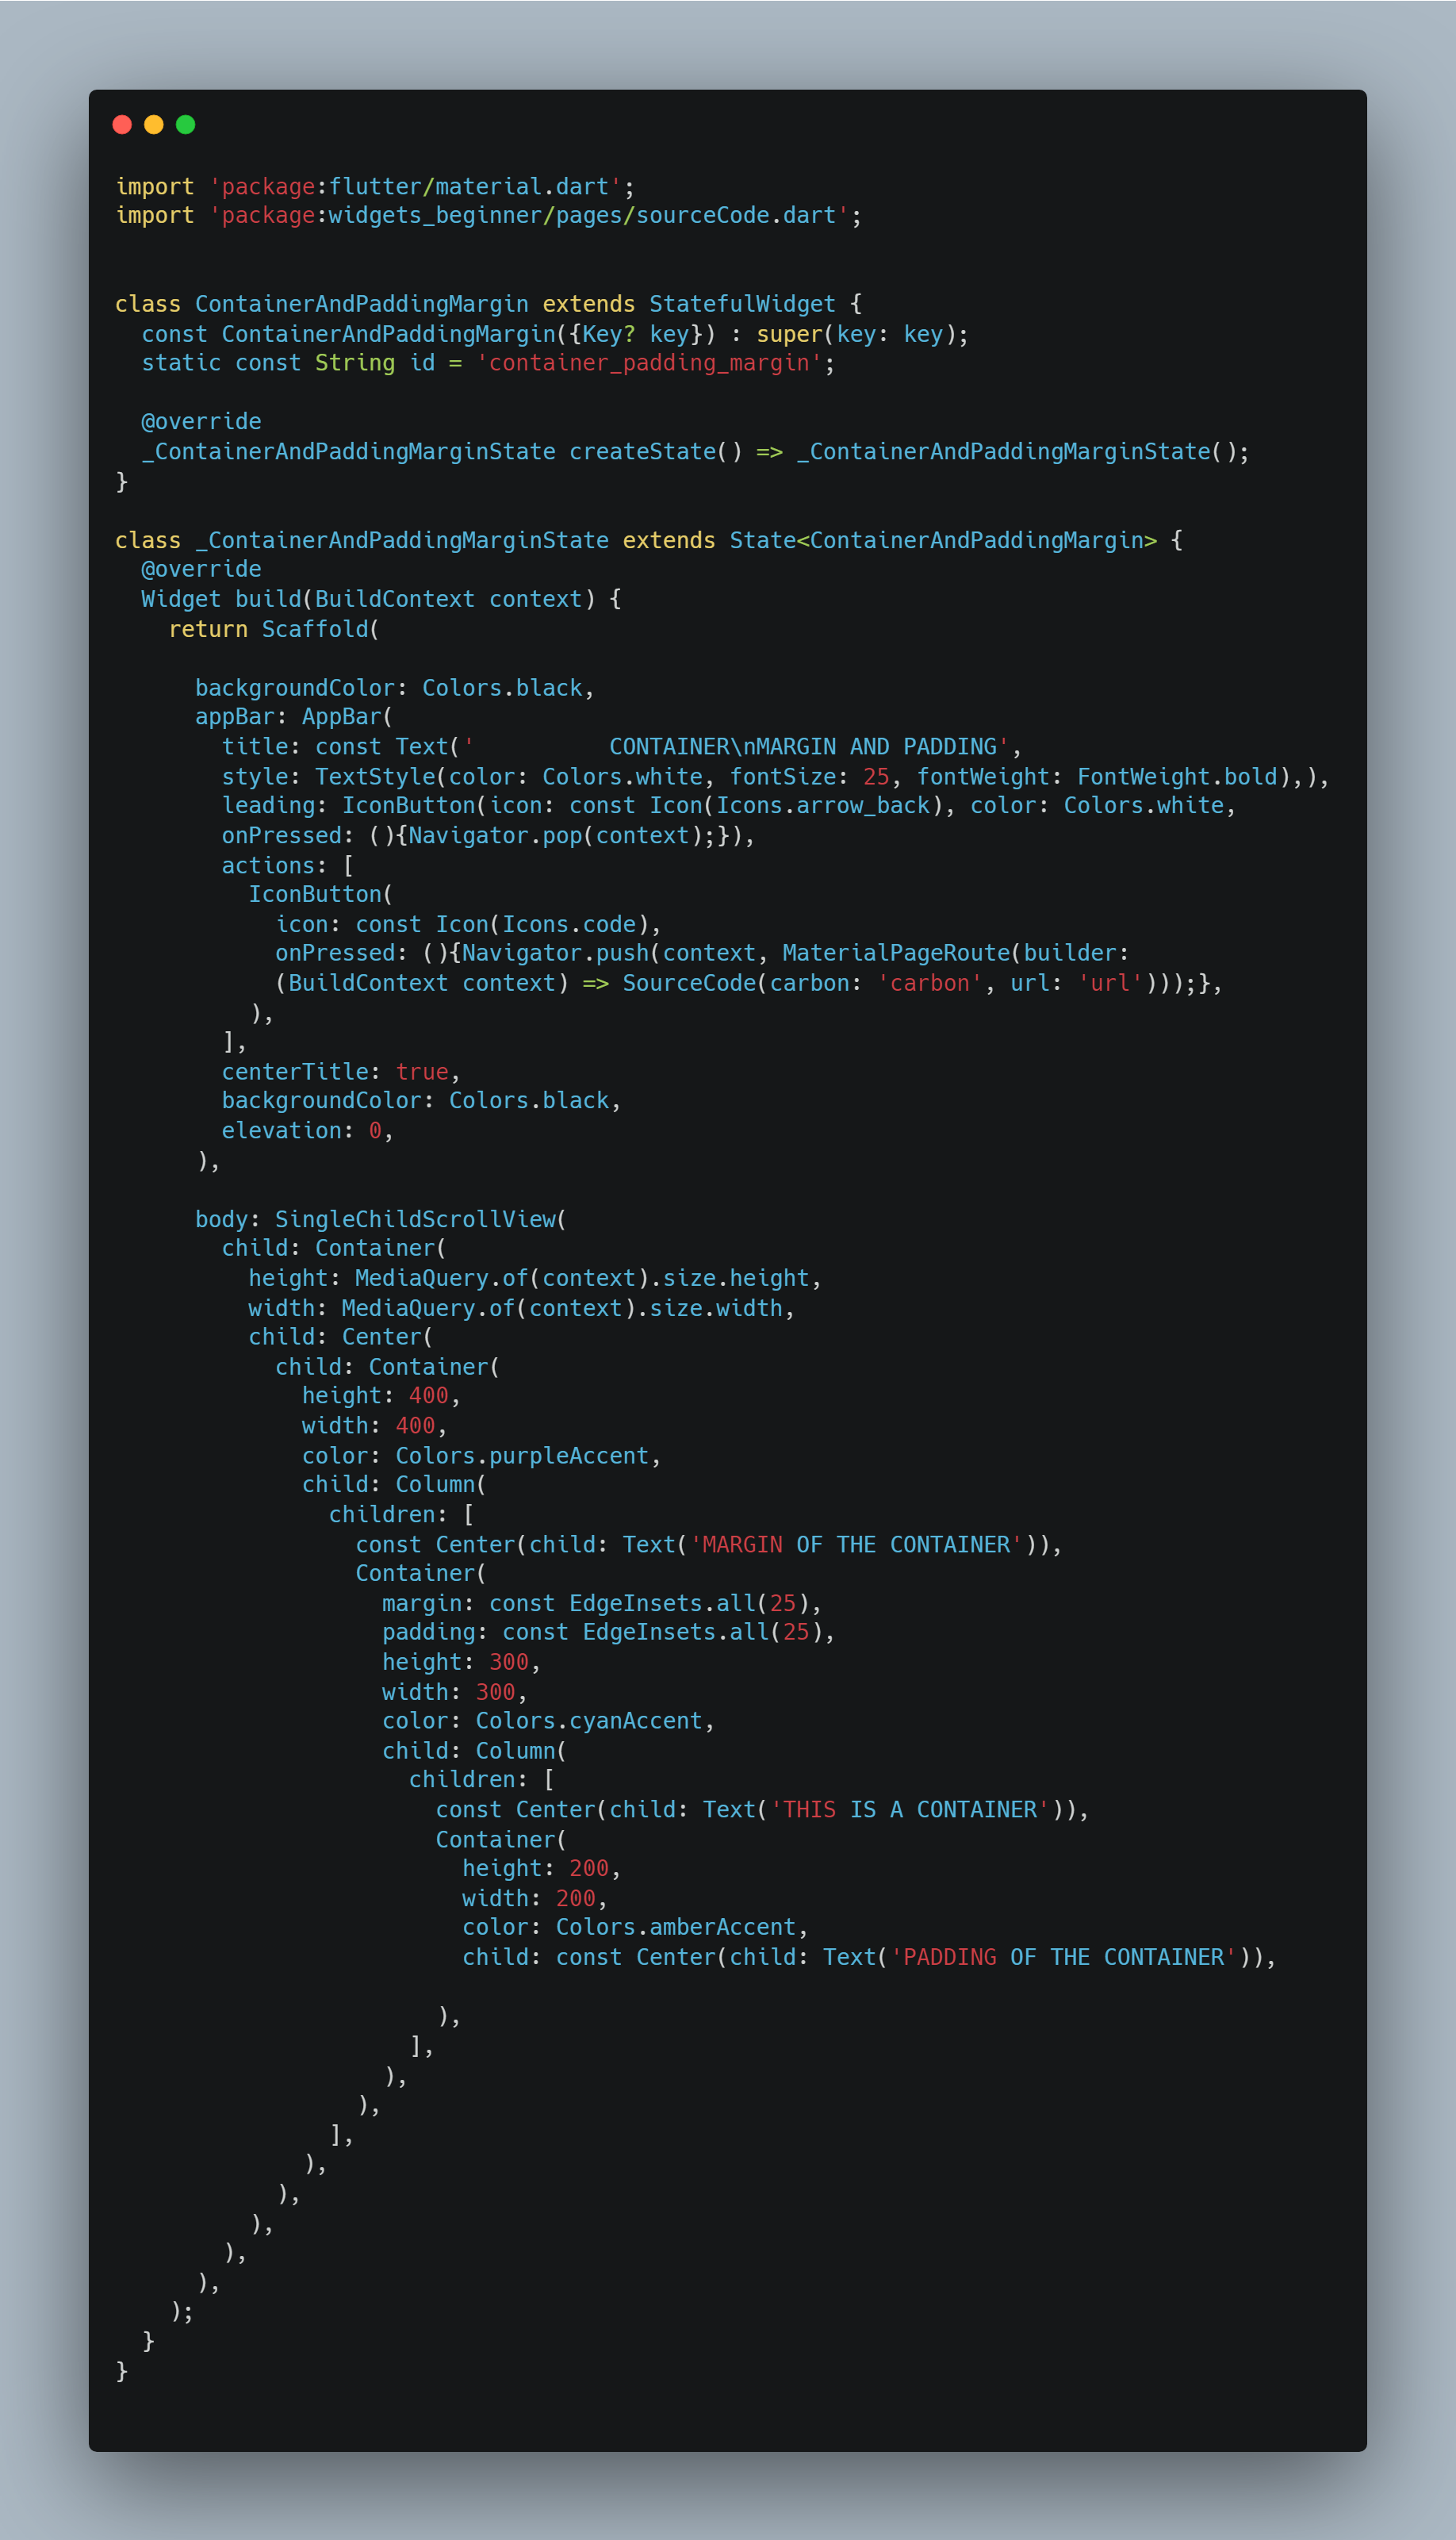 import 'package:flutter/material.dart';
import 'package:widgets_beginner/pages/sourceCode.dart';


class ContainerAndPaddingMargin extends StatefulWidget {
  const ContainerAndPaddingMargin({Key? key}) : super(key: key);
  static const String id = 'container_padding_margin';

  @override
  _ContainerAndPaddingMarginState createState() => _ContainerAndPaddingMarginState();
}

class _ContainerAndPaddingMarginState extends State<ContainerAndPaddingMargin> {
  @override
  Widget build(BuildContext context) {
    return Scaffold(

      backgroundColor: Colors.black,
      appBar: AppBar(
        title: const Text('          CONTAINER\nMARGIN AND PADDING',
        style: TextStyle(color: Colors.white, fontSize: 25, fontWeight: FontWeight.bold),),
        leading: IconButton(icon: const Icon(Icons.arrow_back), color: Colors.white,
        onPressed: (){Navigator.pop(context);}),
        actions: [
          IconButton(
            icon: const Icon(Icons.code),
            onPressed: (){Navigator.push(context, MaterialPageRoute(builder:
            (BuildContext context) => SourceCode(carbon: 'carbon', url: 'url')));},
          ),
        ],
        centerTitle: true,
        backgroundColor: Colors.black,
        elevation: 0,
      ),

      body: SingleChildScrollView(
        child: Container(
          height: MediaQuery.of(context).size.height,
          width: MediaQuery.of(context).size.width,
          child: Center(
            child: Container(
              height: 400,
              width: 400,
              color: Colors.purpleAccent,
              child: Column(
                children: [
                  const Center(child: Text('MARGIN OF THE CONTAINER')),
                  Container(
                    margin: const EdgeInsets.all(25),
                    padding: const EdgeInsets.all(25),
                    height: 300,
                    width: 300,
                    color: Colors.cyanAccent,
                    child: Column(
                      children: [
                        const Center(child: Text('THIS IS A CONTAINER')),
                        Container(
                          height: 200,
                          width: 200,
                          color: Colors.amberAccent,
                          child: const Center(child: Text('PADDING OF THE CONTAINER')),

                        ),
                      ],
                    ),
                  ),
                ],
              ),
            ),
          ),
        ),
      ),
    );
  }
}